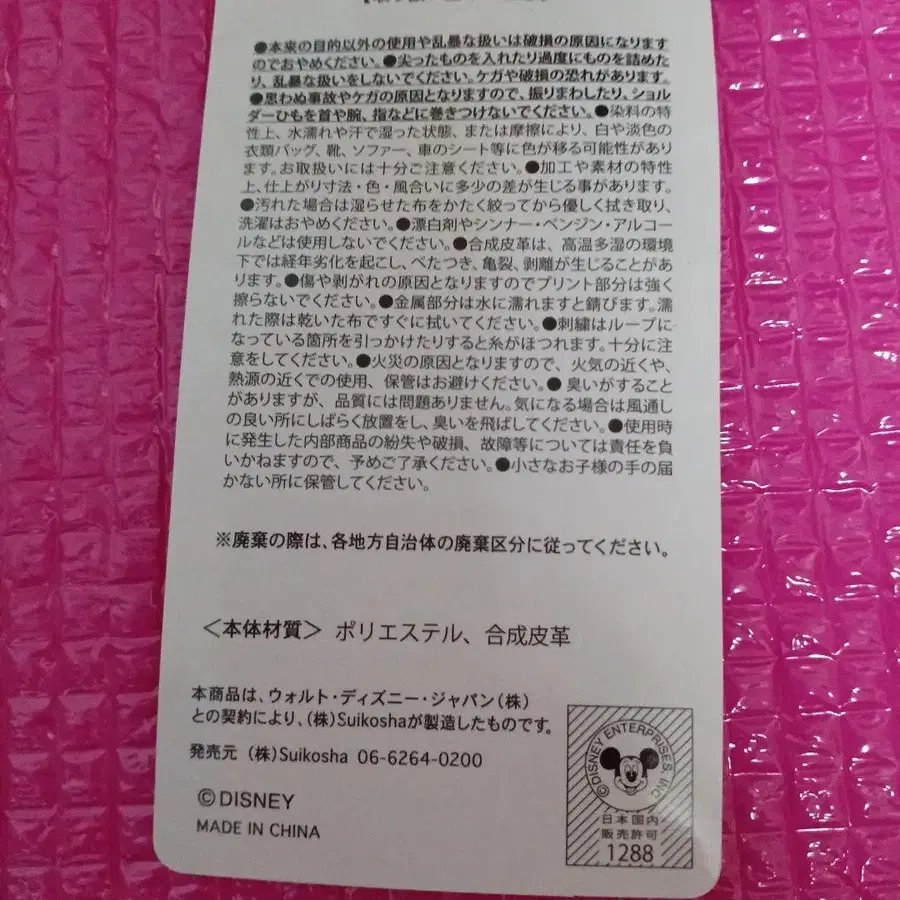 ●本来の目的以外の使用や乱暴な扱いは破損の原因になります
のでおやめください。●尖ったものを入れたり過度にものを詰めた
り、乱暴な扱いをしないでください。ケガや破損の恐れがあります。
●思わぬ事故やケガの原因となりますので、振りまわしたり、ショル
ダーひもを首や腕、指などに巻きつけないでください。●染料の特
性上、水濡れや汗で湿った状態、または摩擦により、白や淡色の
衣類バッグ、靴、ソファー、車のシート等に色が移る可能性があり
ます。お取扱いには十分ご注意ください。●加工や素材の特性
上、仕上がり寸法・色・風合いに多少の差が生じる事があります。
●汚れた場合は湿らせた布をかたく絞ってから優しく拭き取り、
洗濯はおやめください。●漂白剤やシンナー・ベンジン・アルコー
ルなどは使用しないでください。●合成皮革は、高温多湿の環境
下では経年劣化を起こし、べたつき、亀裂、剥離が生じることがあ
ります。●傷や剥がれの原因となりますのでプリント部分は強く
擦らないでください。●金属部分は水に濡れますと錆びます。濡
れた際は乾いた布ですぐに拭いてください。●刺繍はループに
なっている箇所を引っかけたりすると糸がほつれます。十分に注
意をしてください。●火災の原因となりますので、火気の近くや、
熱源の近くでの使用、保管はお避けください。●臭いがすること
がありますが、品質には問題ありません。気になる場合は風通し
の良い所にしばらく放置をし、臭いを飛ばしてください。●使用時
に発生した内部商品の紛失や破損、故障等については責任を負
いかねますので、予めご了承ください。●小さなお子様の手の届
かない所に保管してください。
※廃棄の際は、各地方自治体の廃棄区分に従ってください。
＜本体材質＞ ポリエステル、合成皮革
本商品は、ウォルト・ディズニー・ジャパン（株）
との契約により、（株）Suikoshaが製造したものです。
発売元 （株）Suikosha 06-6264-0200
©DISNEY
MADE IN CHINA
©DISNEY ENTERPRISES, INC.
日本国内
販売許可
1288